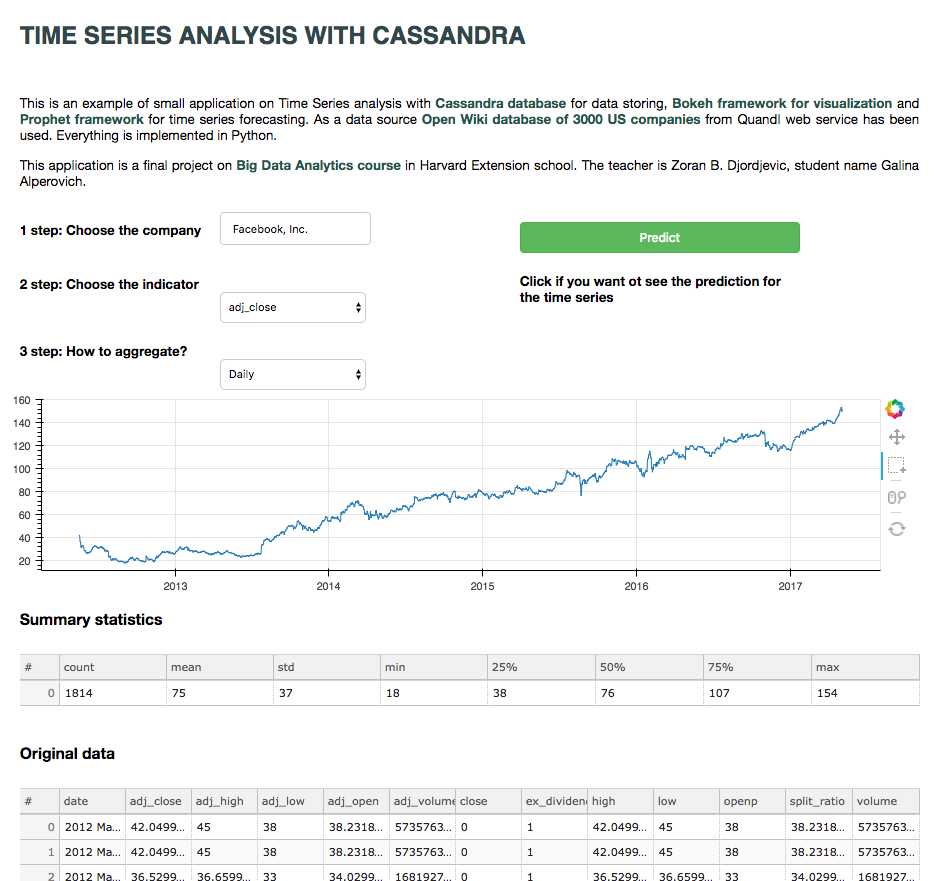 TIME SERIES ANALYSIS WITH CASSANDRA
This is an example of small application on Time Series analysis with Cassandra database for data storing, Bokeh framework for visualization and
Prophet framework for time series forecasting. As a data source Open Wiki database of 3000 US companies from Quandl web service has been
used. Everything is implemented in Python.
This application is a final project on Big Data Analytics course in Harvard Extension school. The teacher is Zoran B. Djordjevic, student name Galina
Alperovich.
1 step: Choose the company Facebook, Inc.
Predict
2 step: Choose the indicator
adj_close
Click if you want ot see the prediction for
the time series
3 step: How to aggregate?
Daily
160
140
120
100
80
60
40
20
2013 2014 2015 2016 2017
Summary statistics
# count mean std min 25% 50% 75% max
0 1814 75 37 18 38 76 107 154
Original data
# date adj_close adj_high adj_low adj_open adj_volume close ex_dividen high low openp split_ratio volume
0 2012 Ma... 42.0499... 45 38 38.2318... 5735763... 0 1 42.0499... 45 38 38.2318... 5735763...
1 2012 Ma... 42.0499... 45 38 38.2318... 5735763... 0 1 42.0499... 45 38 38.2318... 5735763...
2 2012 Ma... 36.5299... 36.6599... 33 34.0299... 1681927... 0 1 36.5299... 36.6599... 33 34.0299... 1681927...